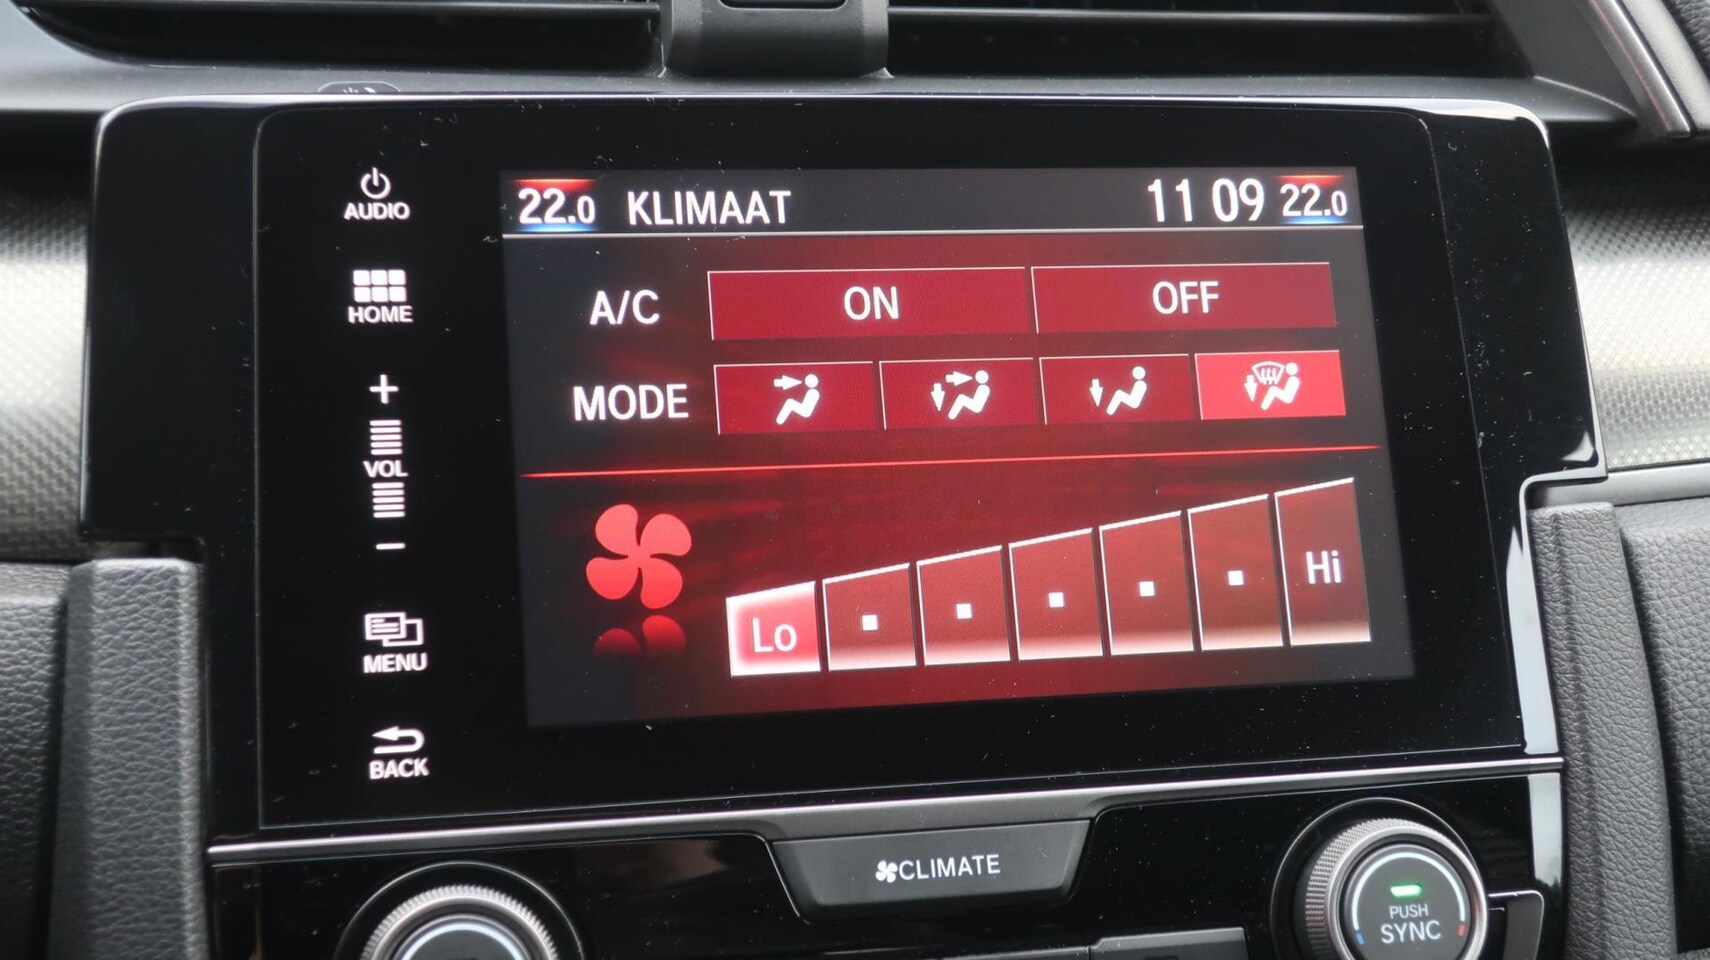 AUDIO
HOME
+
VOL
−
MENU
BACK
22.0 KLIMAAT 11 09 22.0
A/C ON OFF
MODE
Lo Hi
CLIMATE
PUSH
SYNC